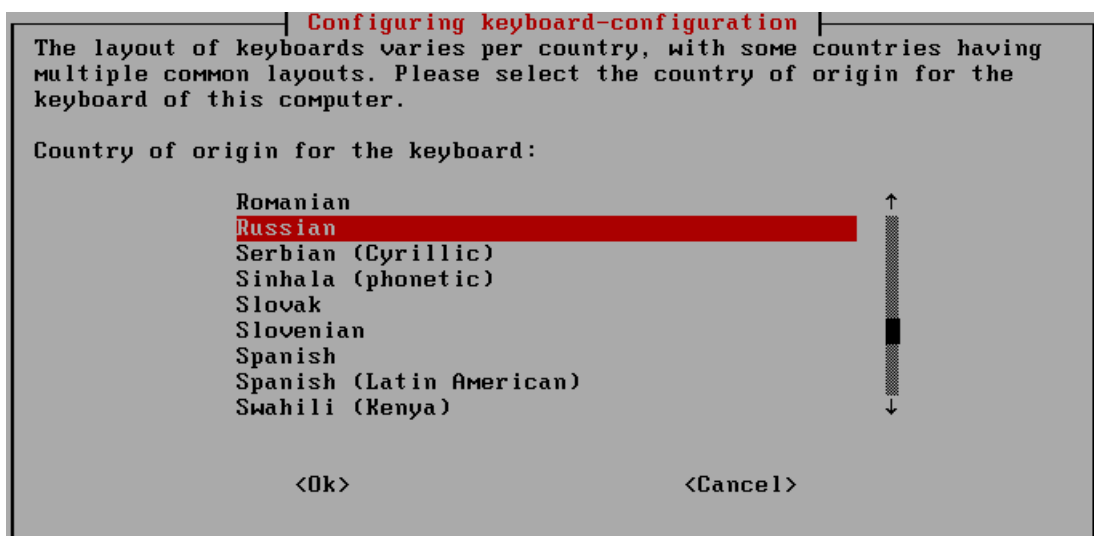 Configuring keyboard-configuration
The layout of keyboards varies per country, with some countries having
multiple common layouts. Please select the country of origin for the
keyboard of this computer.
Country of origin for the keyboard:
Romanian
Russian
Serbian (Cyrillic)
Sinhala (phonetic)
Slovak
Slovenian
Spanish
Spanish (Latin American)
Swahili (Kenya)
<Ok> <Cancel>